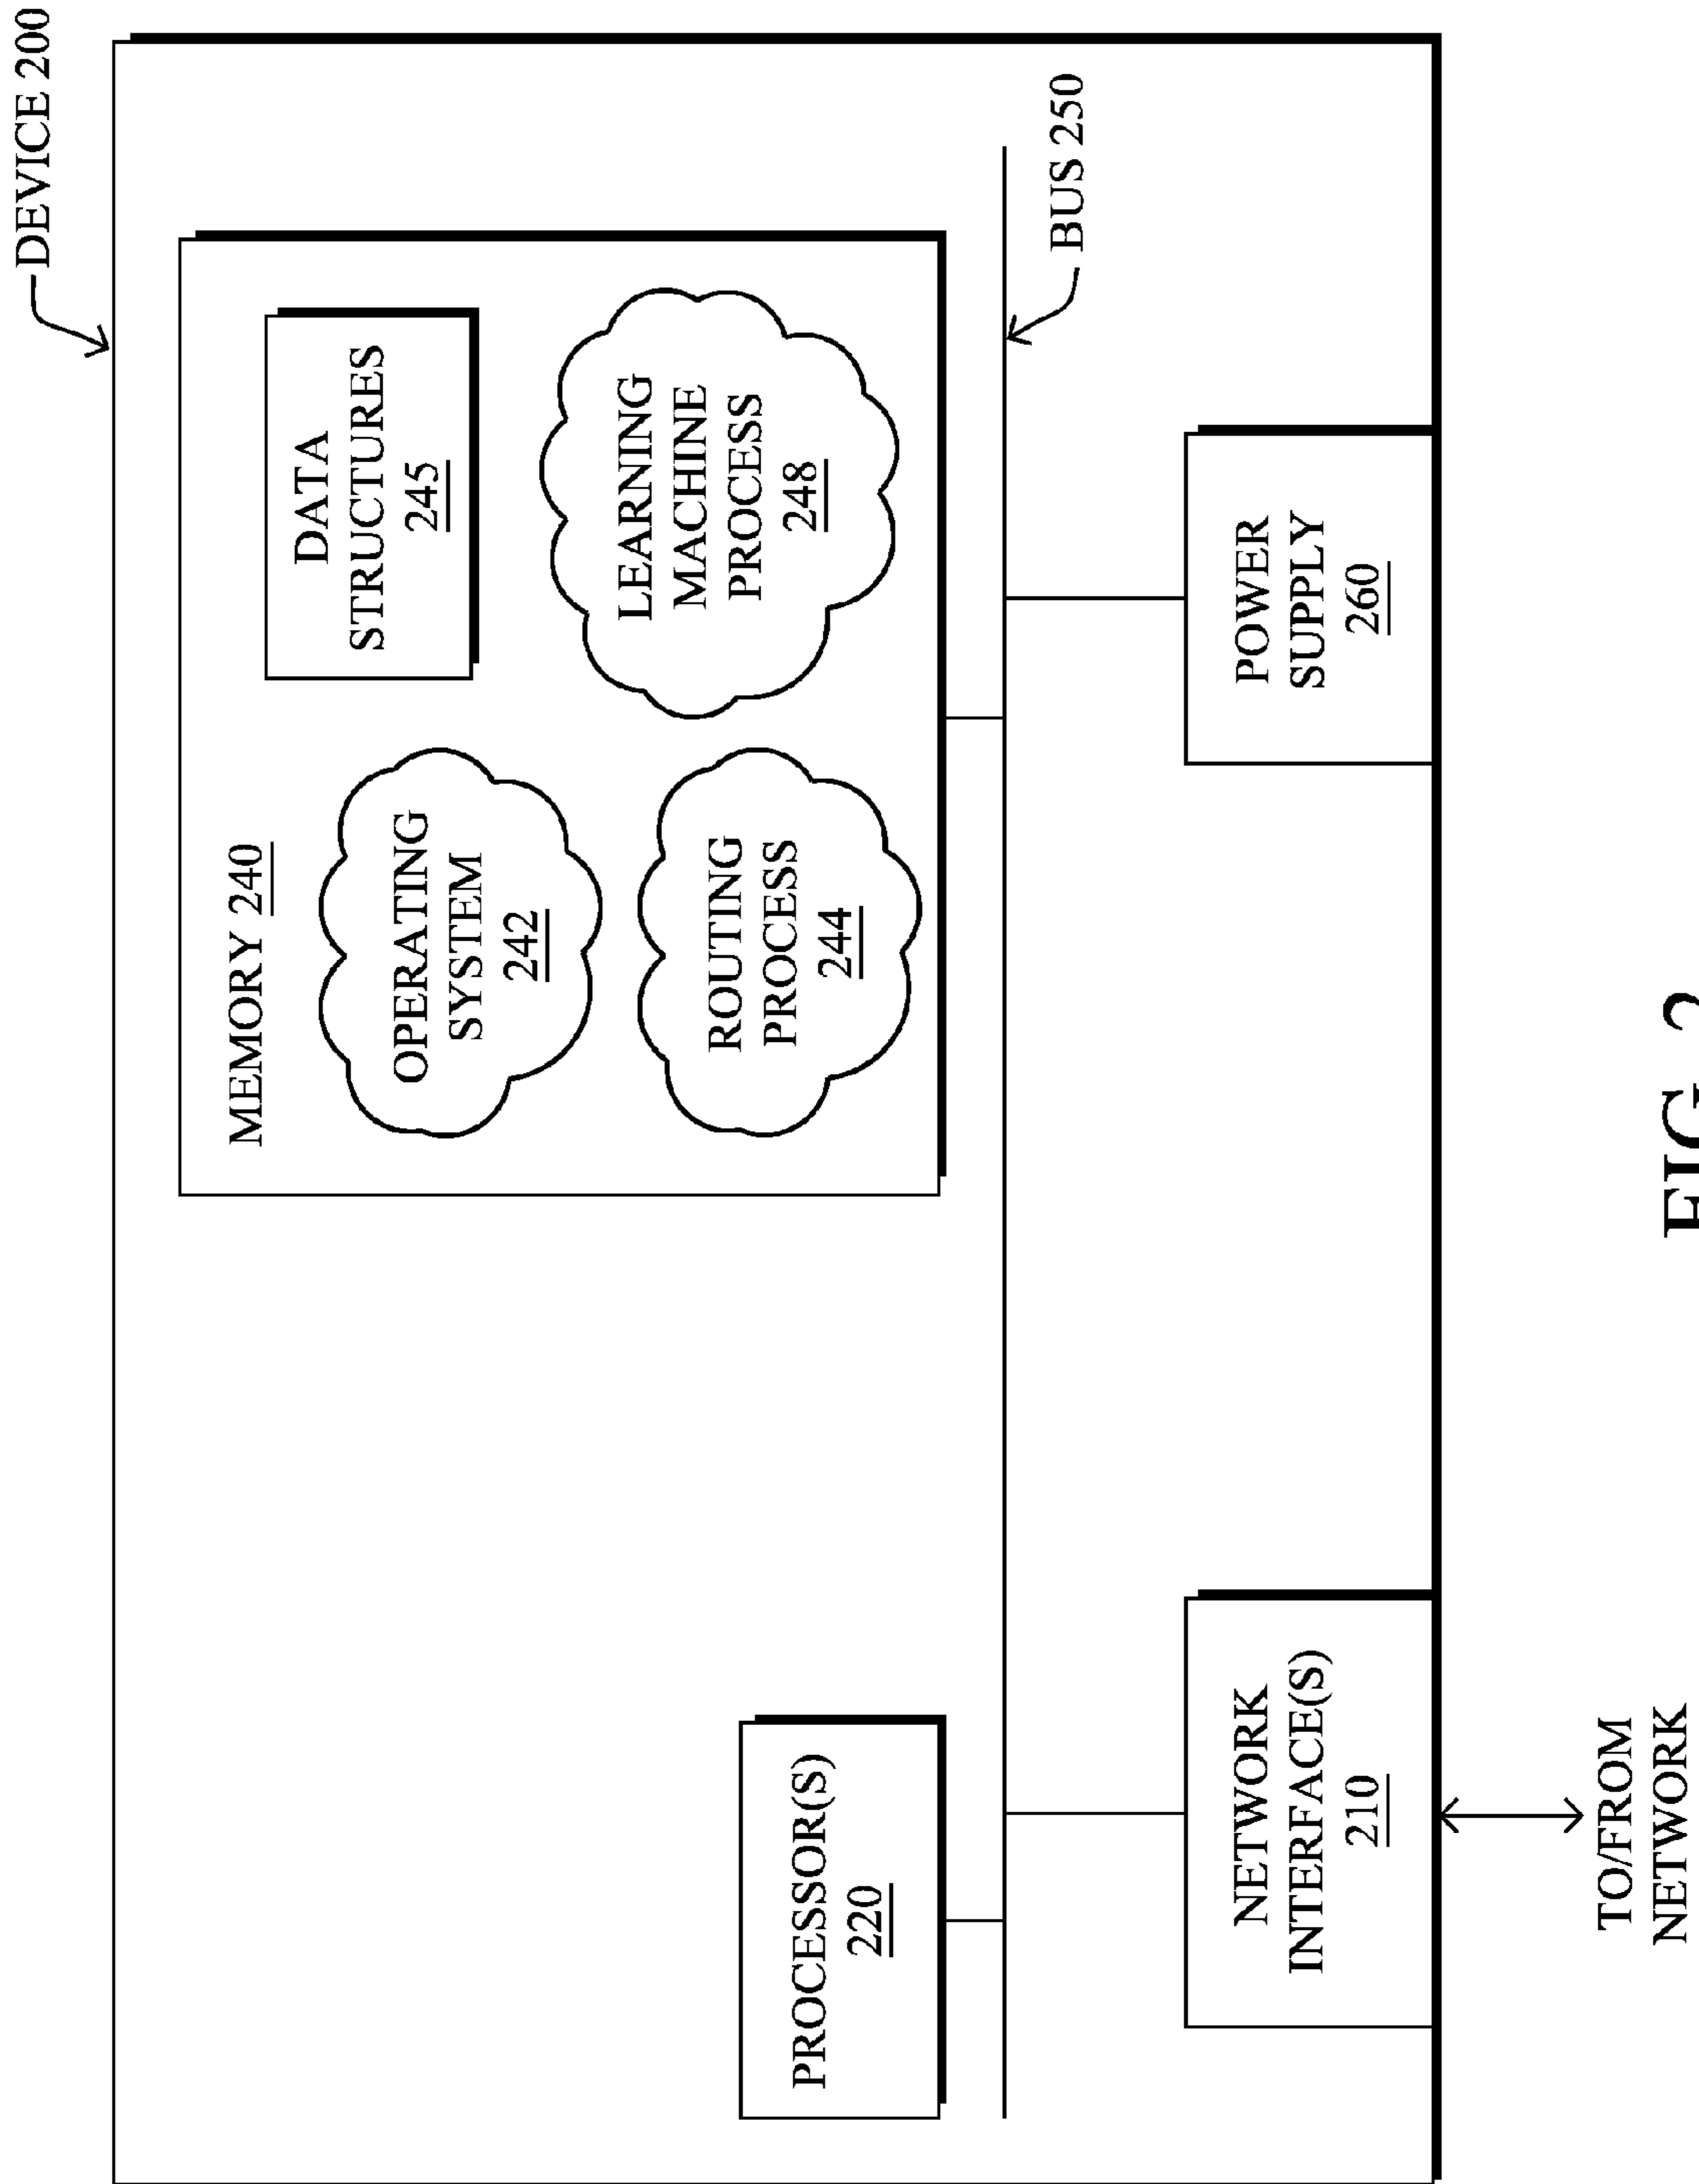 DEVICE 200
MEMORY 240
OPERATING
SYSTEM
242
DATA
STRUCTURES
245
ROUTING
PROCESS
244
LEARNING
MACHINE
PROCESS
248
PROCESSOR(S)
220
BUS 250
NETWORK
INTERFACE(S)
210
POWER
SUPPLY
260
TO/FROM
NETWORK
FIG. 2